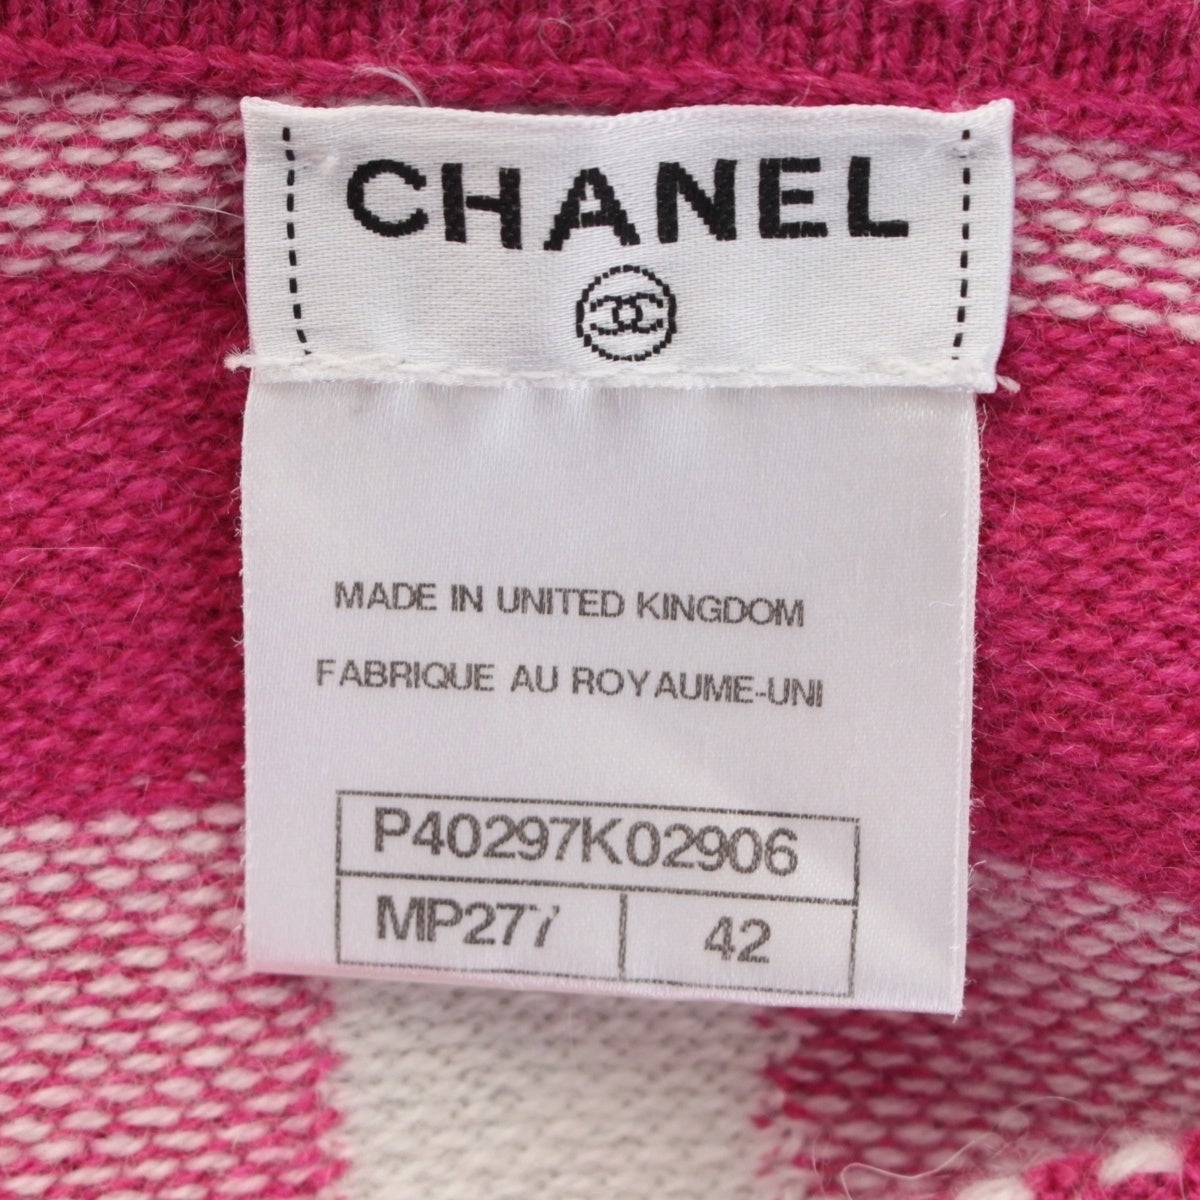 CHANEL
MADE IN UNITED KINGDOM
FABRIQUE AU ROYAUME-UNI
P40297K02906
MP277 42